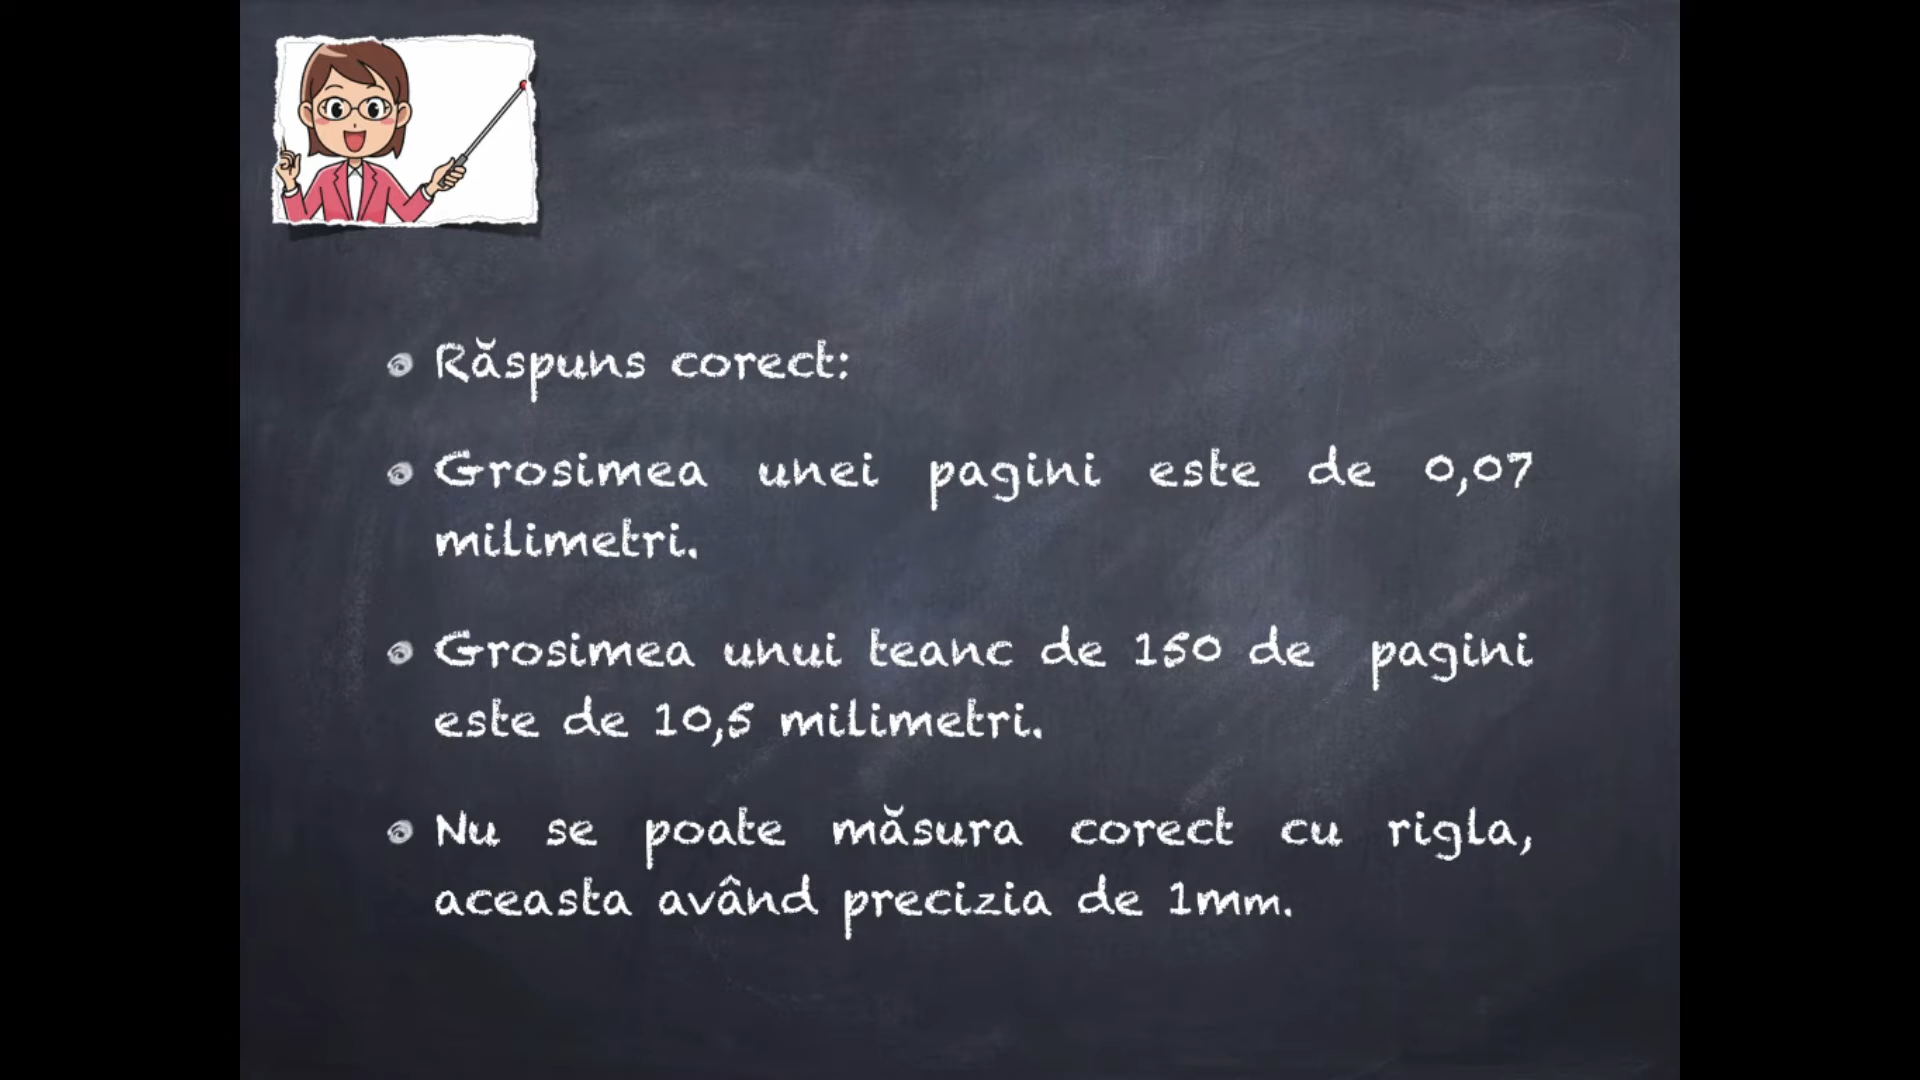 Răspuns corect:
Grosimea unei pagini este de 0,07
milimetri.
Grosimea unui teanc de 150 de pagini
este de 10,5 milimetri.
Nu se poate măsura corect cu rigla,
aceasta având precizia de 1mm.